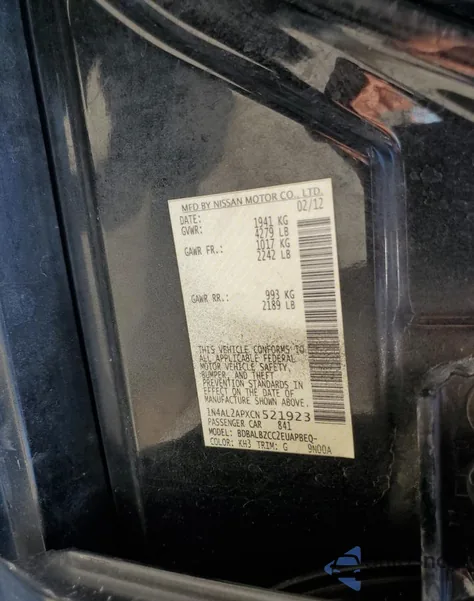 MFD BY NISSAN MOTOR CO., LTD.
DATE: 02/12
GVWR: 1941 KG
4279 LB
GAWR FR.: 1017 KG
2242 LB
GAWR RR.: 993 KG
2189 LB
THIS VEHICLE CONFORMS TO
ALL APPLICABLE FEDERAL
MOTOR VEHICLE SAFETY,
BUMPER, AND THEFT
PREVENTION STANDARDS IN
EFFECT ON THE DATE OF
MANUFACTURE SHOWN ABOVE.
1N4AL2APXCN521923
PASSENGER CAR 841
MODEL: BDBALBZCC2EUAPBEQ-
COLOR: KH3 TRIM: G 9N00A